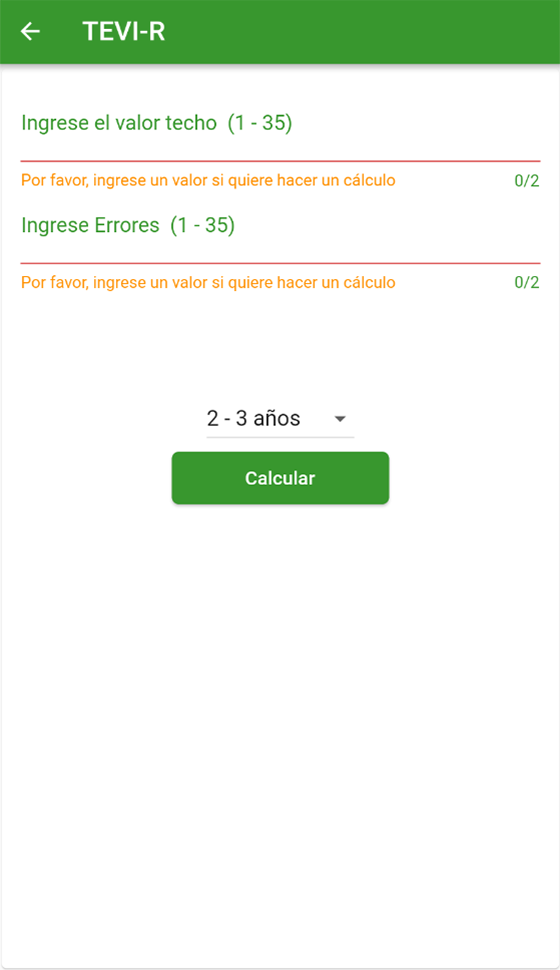 TEVI-R
Ingrese el valor techo (1 - 35)
Por favor, ingrese un valor si quiere hacer un cálculo 0/2
Ingrese Errores (1 - 35)
Por favor, ingrese un valor si quiere hacer un cálculo 0/2
2 - 3 años
Calcular